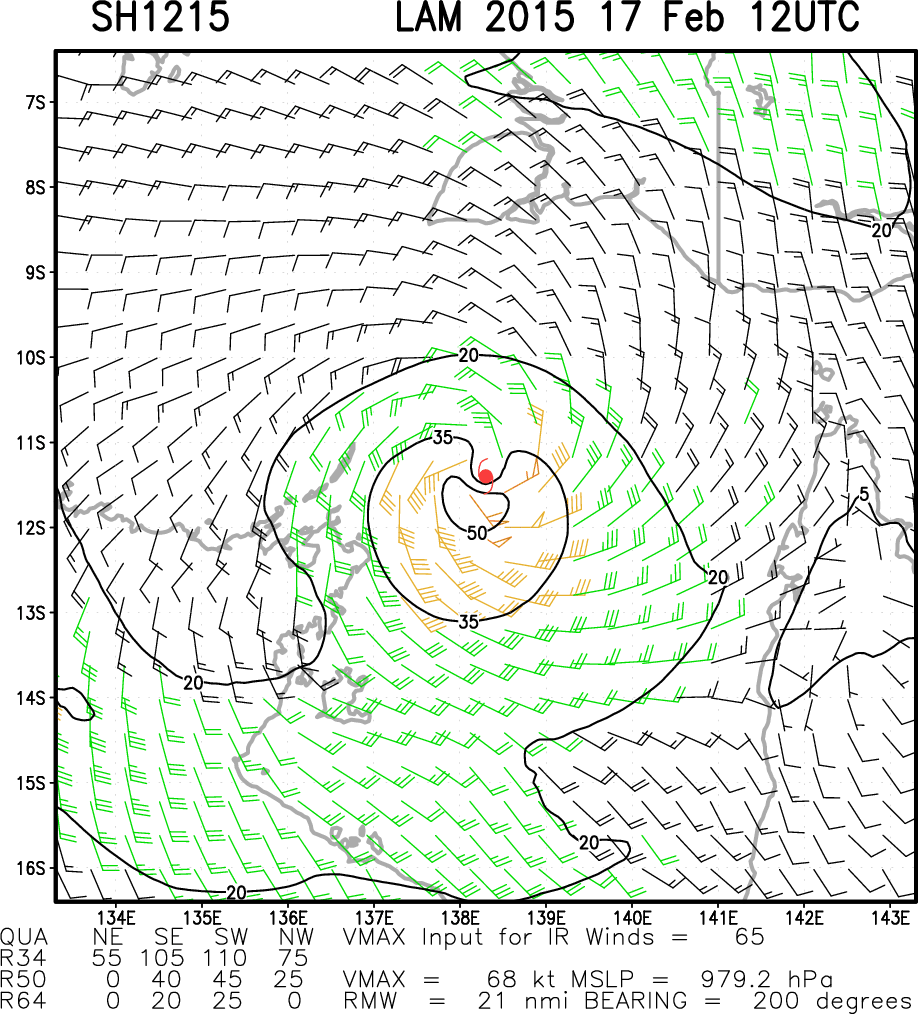 SH1215 LAM 2015 17 Feb 12UTC
7S
8S
20
9S
10S 20
11S 35
5
12S 50
20
13S 35
20
14S
15S
20
16S
20
134E 135E 136E 137E 138E 139E 140E 141E 142E 143E
QUA NE SE SW NW VMAX Input for IR Winds = 65
R34 55 105 110 75
R50 0 40 45 25 VMAX = 68 kt MSLP = 979.2 hPa
R64 0 20 25 0 RMW = 21 nmi BEARING = 200 degrees